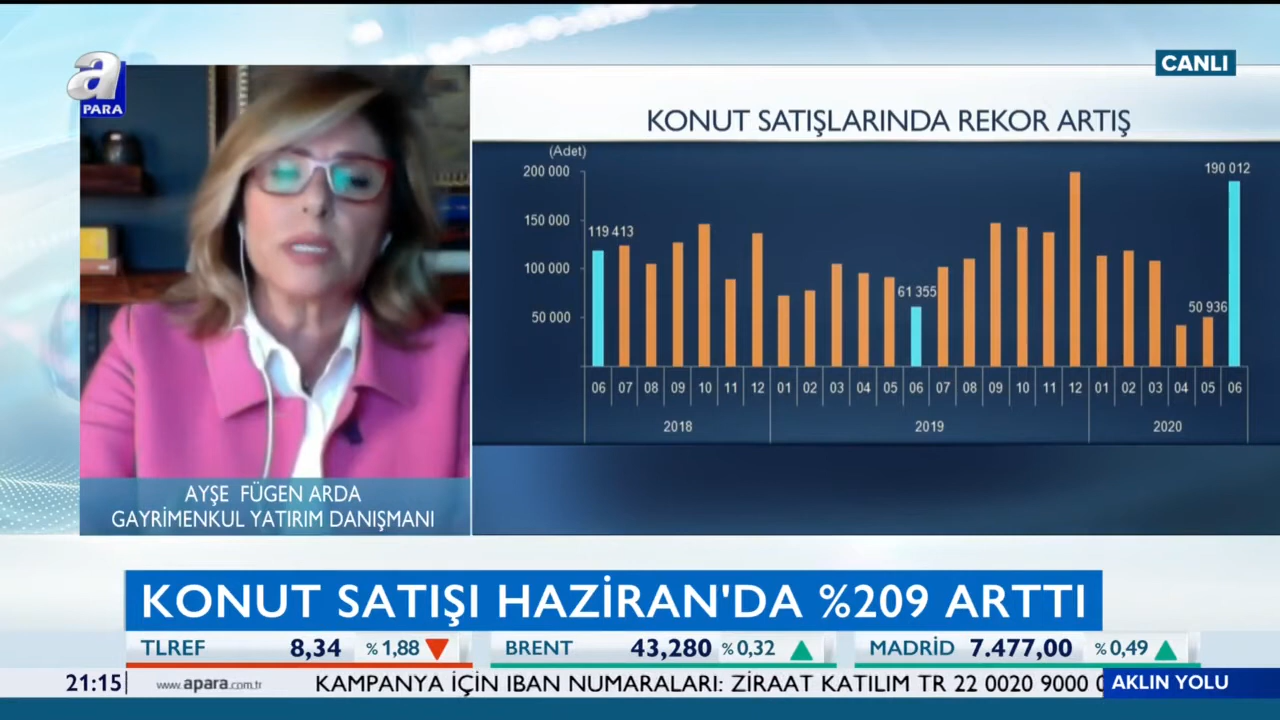 a
PARA
CANLI
KONUT SATIŞLARINDA REKOR ARTIŞ
(Adet)
200 000
150 000
100 000
50 000
119 413
61 355
50 936
190 012
06 07 08 09 10 11 12 01 02 03 04 05 06 07 08 09 10 11 12 01 02 03 04 05 06
2018 2019 2020
AYŞE FÜGEN ARDA
GAYRİMENKUL YATIRIM DANIŞMANI
KONUT SATIŞI HAZİRAN'DA %209 ARTTI
TLREF 8,34 %1,88 BRENT 43,280 %0,32 MADRİD 7.477,00 %0,49
21:15 www.apara.com.tr KAMPANYA İÇİN IBAN NUMARALARI: ZİRAAT KATILIM TR 22 0020 9000 AKLIN YOLU